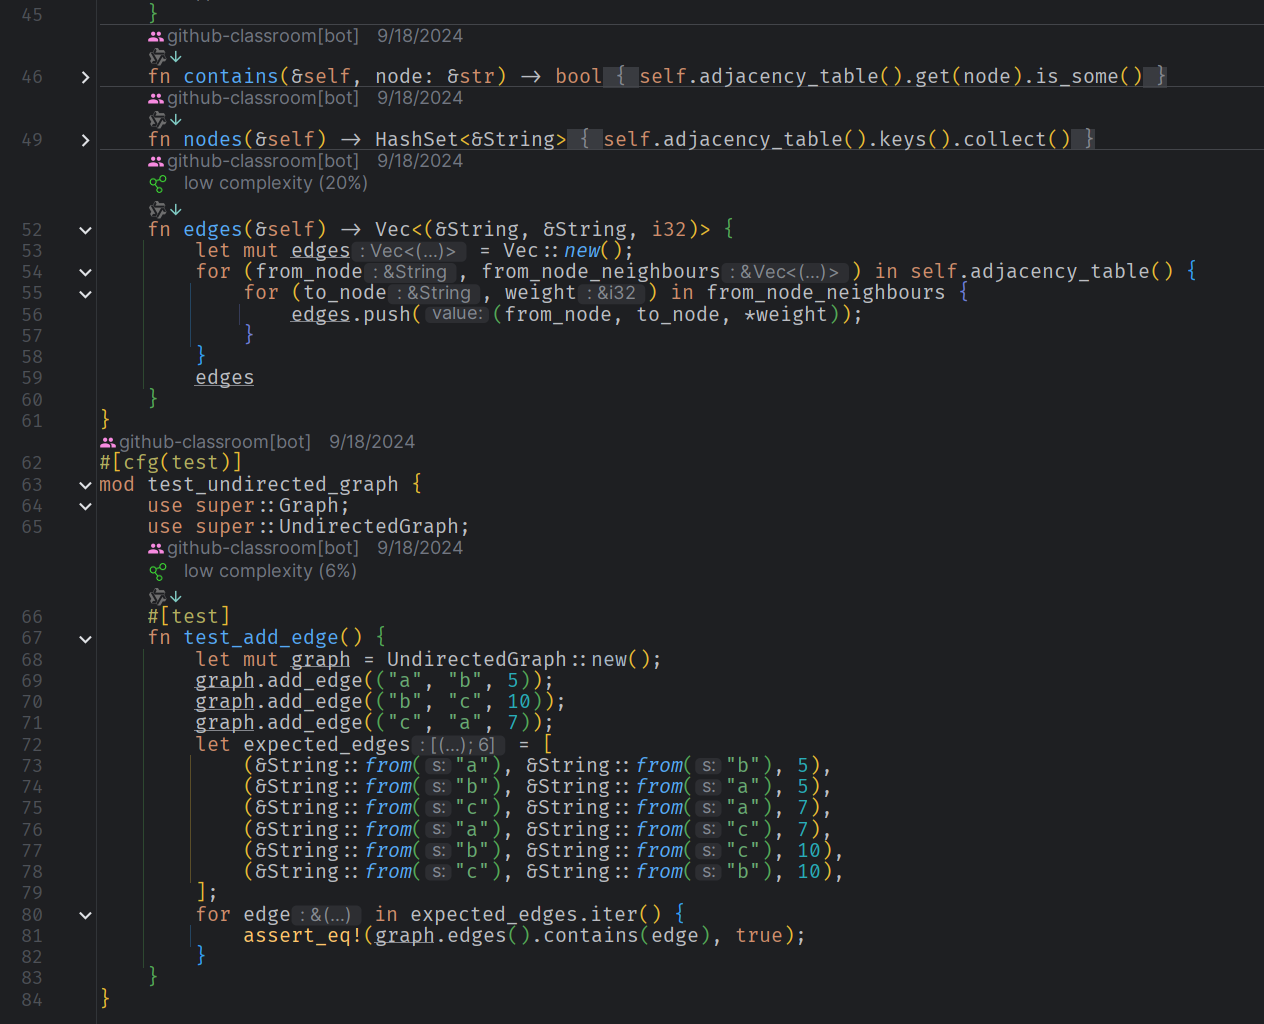 45 }
github-classroom[bot] 9/18/2024
46 fn contains(&self, node: &str) -> bool { self.adjacency_table().get(node).is_some() }
github-classroom[bot] 9/18/2024
49 fn nodes(&self) -> HashSet<&String> { self.adjacency_table().keys().collect() }
github-classroom[bot] 9/18/2024
low complexity (20%)
52 fn edges(&self) -> Vec<(&String, &String, i32)> {
53 let mut edges : Vec<(...)> = Vec::new();
54 for (from_node : &String , from_node_neighbours : &Vec<(...)> ) in self.adjacency_table() {
55 for (to_node : &String , weight : &i32 ) in from_node_neighbours {
56 edges.push( value: (from_node, to_node, *weight));
57 }
58 }
59 edges
60 }
61 }
github-classroom[bot] 9/18/2024
62 #[cfg(test)]
63 mod test_undirected_graph {
64 use super::Graph;
65 use super::UndirectedGraph;
github-classroom[bot] 9/18/2024
low complexity (6%)
66 #[test]
67 fn test_add_edge() {
68 let mut graph = UndirectedGraph::new();
69 graph.add_edge(("a", "b", 5));
70 graph.add_edge(("b", "c", 10));
71 graph.add_edge(("c", "a", 7));
72 let expected_edges : [(...); 6] = [
73 (&String::from( s: "a"), &String::from( s: "b"), 5),
74 (&String::from( s: "b"), &String::from( s: "a"), 5),
75 (&String::from( s: "c"), &String::from( s: "a"), 7),
76 (&String::from( s: "a"), &String::from( s: "c"), 7),
77 (&String::from( s: "b"), &String::from( s: "c"), 10),
78 (&String::from( s: "c"), &String::from( s: "b"), 10),
79 ];
80 for edge : &(...) in expected_edges.iter() {
81 assert_eq!(graph.edges().contains(edge), true);
82 }
83 }
84 }